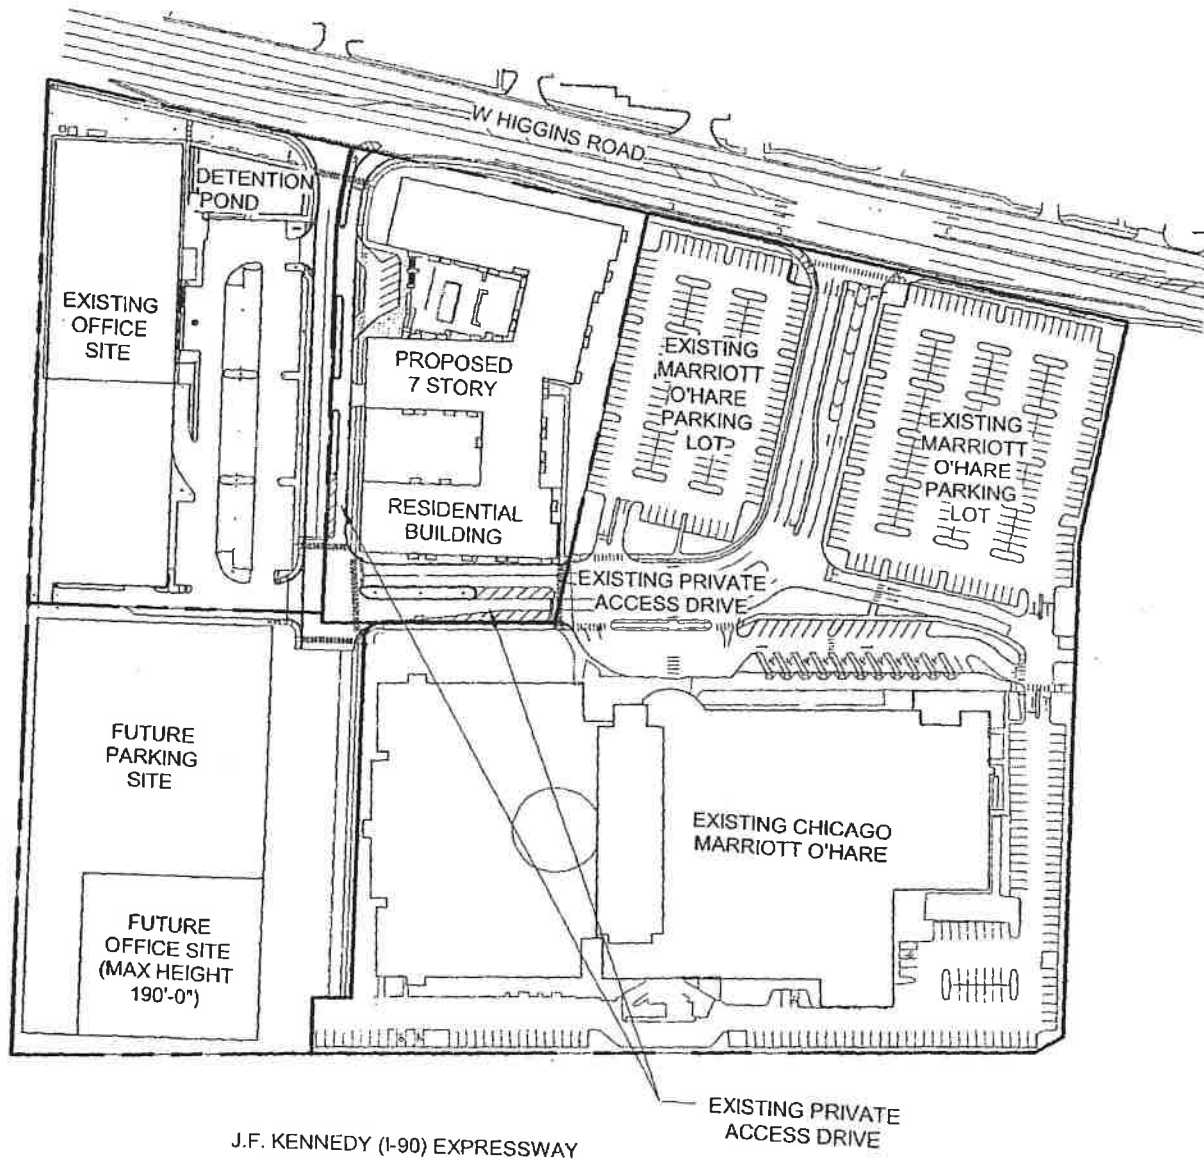 W HIGGINS ROAD
DETENTION
POND
EXISTING
OFFICE
SITE
PROPOSED
7 STORY
RESIDENTIAL
BUILDING
EXISTING
MARRIOTT
O'HARE
PARKING
LOT
EXISTING
MARRIOTT
O'HARE
PARKING
LOT
EXISTING PRIVATE
ACCESS DRIVE
FUTURE
PARKING
SITE
FUTURE
OFFICE SITE
(MAX HEIGHT
190'-0")
EXISTING CHICAGO
MARRIOTT O'HARE
EXISTING PRIVATE
ACCESS DRIVE
J.F. KENNEDY (I-90) EXPRESSWAY